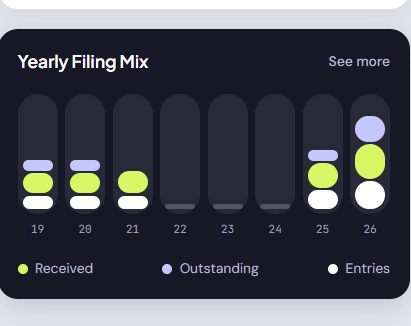 Yearly Filing Mix See more
19 20 21 22 23 24 25 26
Received Outstanding Entries